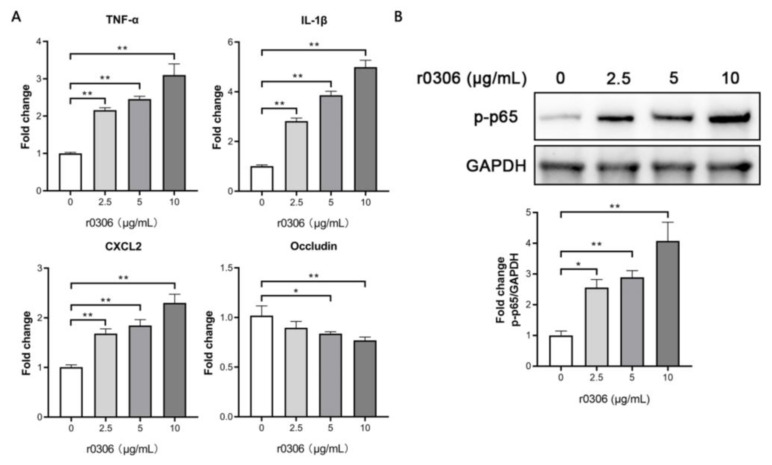 A
TNF-α
Fold change
4
3
2
1
0
**
**
**
0 2.5 5 10
r0306 (μg/mL)
IL-1β
Fold change
6
4
2
0
**
**
**
0 2.5 5 10
r0306 (μg/mL)
CXCL2
Fold change
3
2
1
0
**
**
**
0 2.5 5 10
r0306 (μg/mL)
Occludin
Fold change
1.5
1.0
0.5
0.0
**
*
0 2.5 5 10
r0306 (μg/mL)
B
r0306 (μg/mL) 0 2.5 5 10
p-p65
GAPDH
Fold change
p-p65/GAPDH
5
4
3
2
1
0
**
**
*
0 2.5 5 10
r0306 (μg/mL)